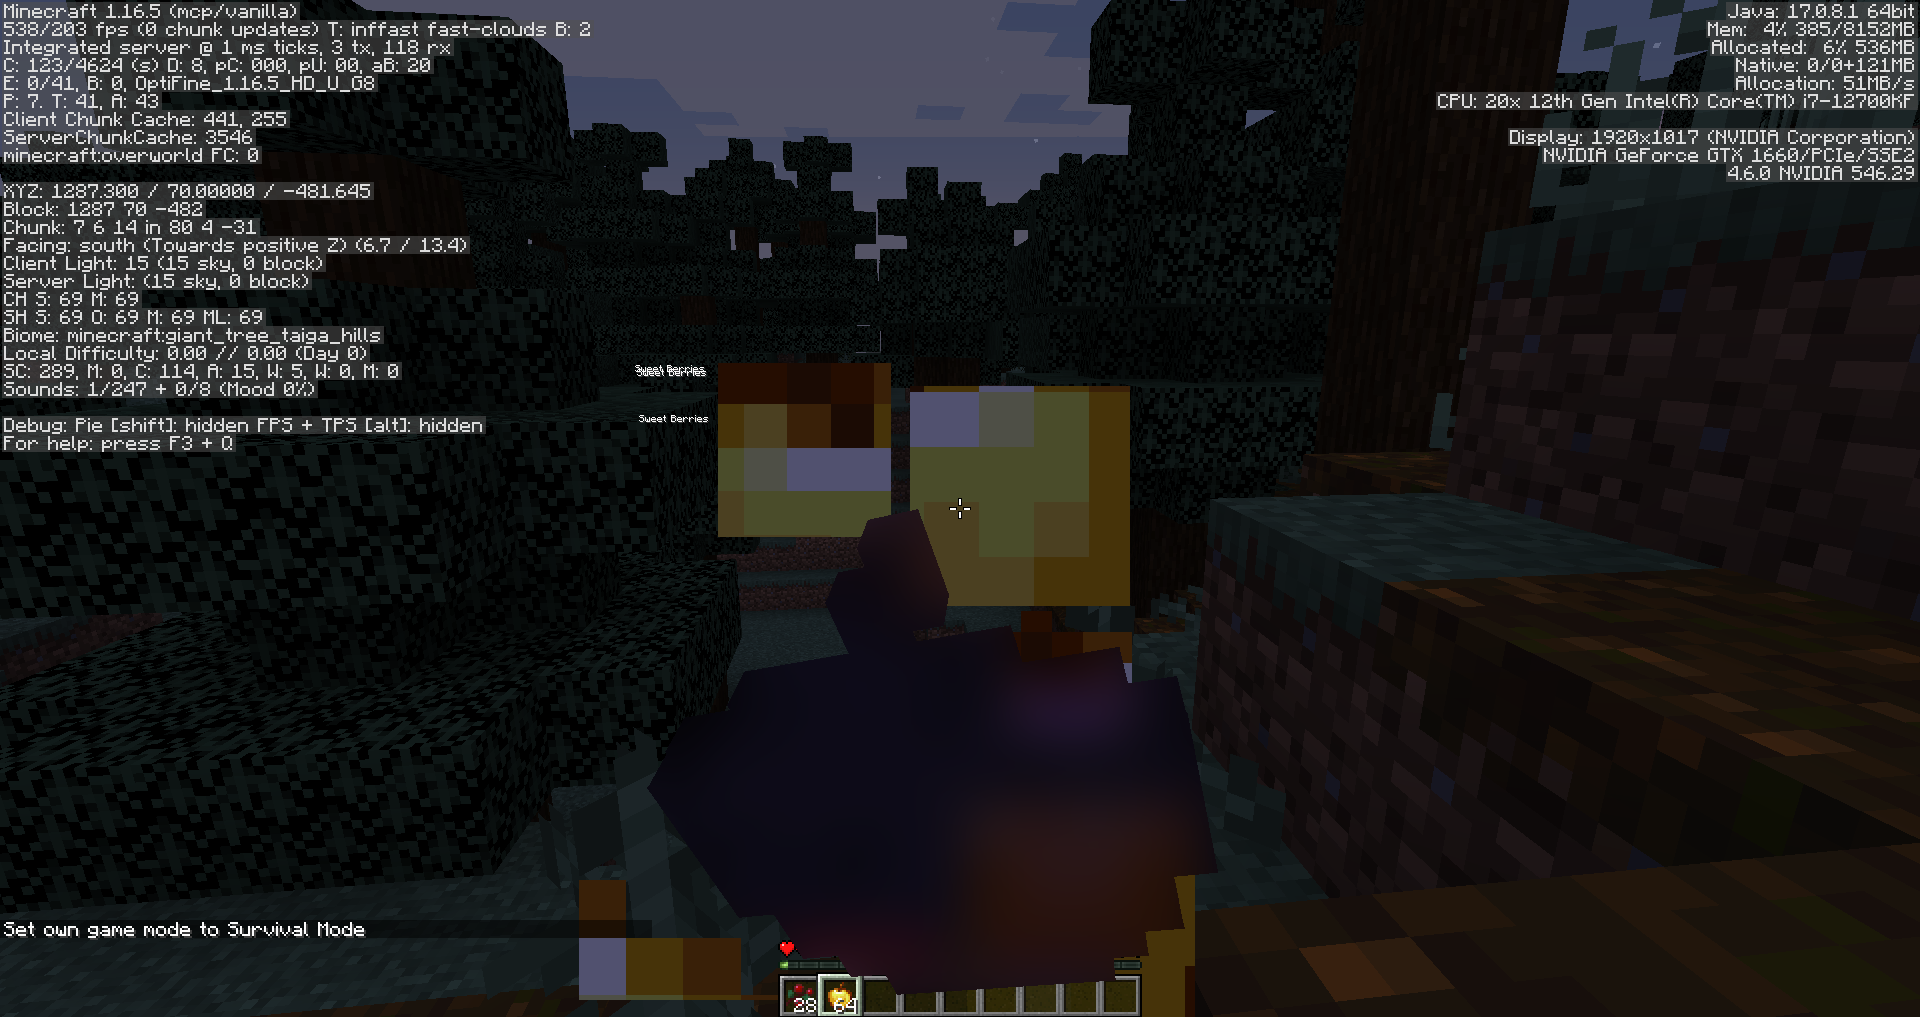 Minecraft 1.16.5 (mcp/vanilla)
538/203 fps (0 chunk updates) T: inffast fast-clouds B: 2
Integrated server @ 1 ms ticks, 3 tx, 118 rx
C: 123/4624 (s) D: 8, pC: 000, pU: 00, aB: 20
E: 0/41, B: 0, OptiFine_1.16.5_HD_U_G8
P: 7. T: 41, A: 43
Client Chunk Cache: 441, 255
ServerChunkCache: 3546
minecraft:overworld FC: 0
XYZ: 1287.300 / 70.00000 / -481.645
Block: 1287 70 -482
Chunk: 7 6 14 in 80 4 -31
Facing: south (Towards positive Z) (6.7 / 13.4)
Client Light: 15 (15 sky, 0 block)
Server Light: (15 sky, 0 block)
CH S: 69 M: 69
SH S: 69 O: 69 M: 69 ML: 69
Biome: minecraft:giant_tree_taiga_hills
Local Difficulty: 0.00 // 0.00 (Day 0)
SC: 289, M: 0, C: 114, A: 15, W: 5, W: 0, M: 0
Sounds: 1/247 + 0/8 (Mood 0%)
Debug: Pie [shift]: hidden FPS + TPS [alt]: hidden
For help: press F3 + Q
Java: 17.0.8.1 64bit
Mem: 4% 385/8152MB
Allocated: 6% 536MB
Native: 0/0+121MB
Allocation: 51MB/s
CPU: 20x 12th Gen Intel(R) Core(TM) i7-12700KF
Display: 1920x1017 (NVIDIA Corporation)
NVIDIA GeForce GTX 1660/PCIe/SSE2
4.6.0 NVIDIA 546.29
Sweet Berries
Sweet Berries
Sweet Berries
Set own game mode to Survival Mode
28
64